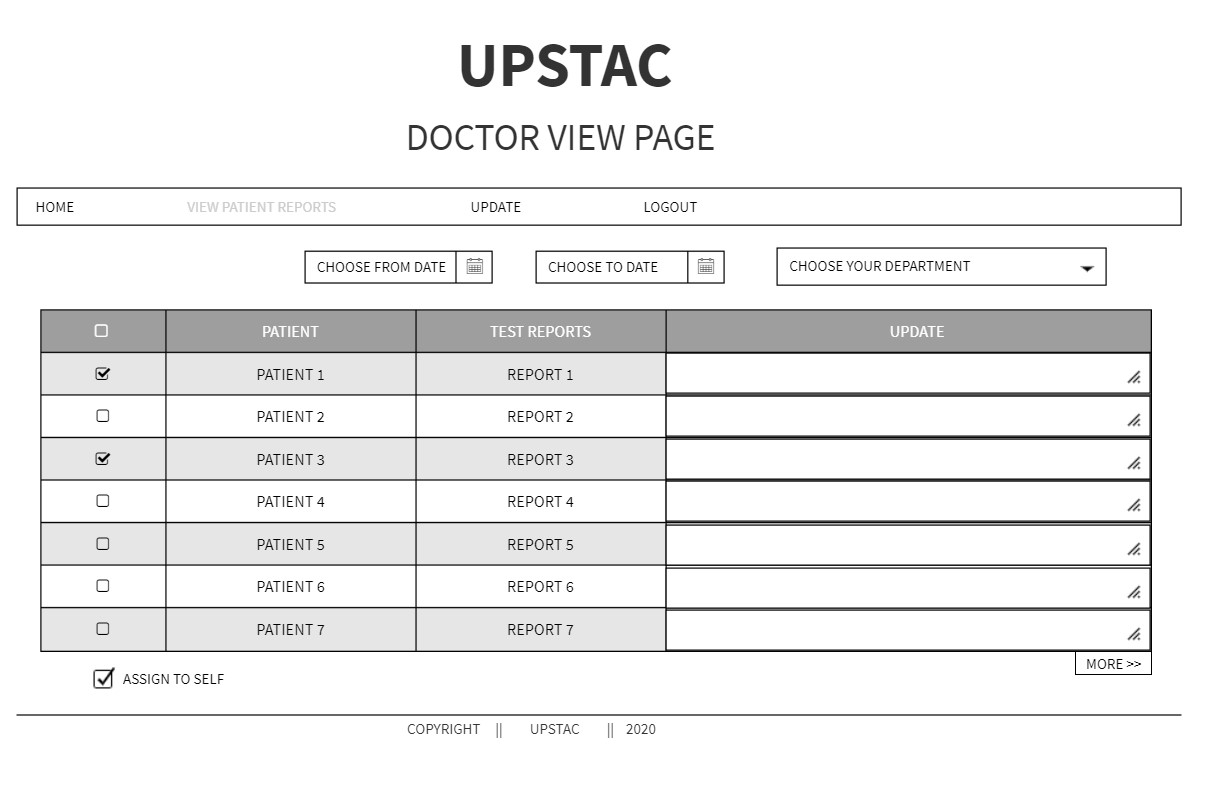 UPSTAC
DOCTOR VIEW PAGE
HOME VIEW PATIENT REPORTS UPDATE LOGOUT
CHOOSE FROM DATE CHOOSE TO DATE CHOOSE YOUR DEPARTMENT
PATIENT TEST REPORTS UPDATE
PATIENT 1 REPORT 1
PATIENT 2 REPORT 2
PATIENT 3 REPORT 3
PATIENT 4 REPORT 4
PATIENT 5 REPORT 5
PATIENT 6 REPORT 6
PATIENT 7 REPORT 7
MORE >>
ASSIGN TO SELF
COPYRIGHT || UPSTAC || 2020